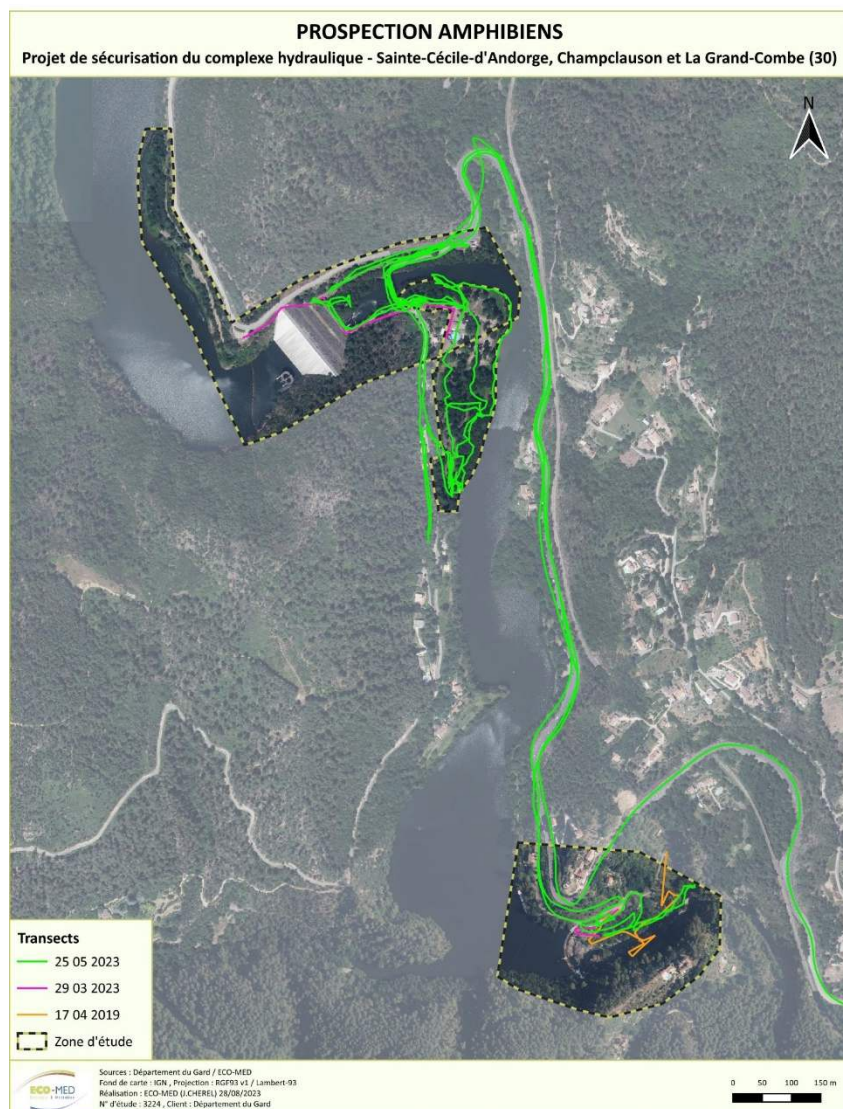 PROSPECTION AMPHIBIENS
Projet de sécurisation du complexe hydraulique - Sainte-Cécile-d'Andorge, Champclauson et La Grand-Combe (30)
N
Transects
25 05 2023
29 03 2023
17 04 2019
Zone d'étude
ECO-MED
Sources : Département du Gard / ECO-MED
Fond de carte : IGN , Projection : RGF93 v1 / Lambert-93
Réalisation : ECO-MED (J.CHEREL) 28/08/2023
N° d'étude : 3224 , Client : Département du Gard
0 50 100 150 m